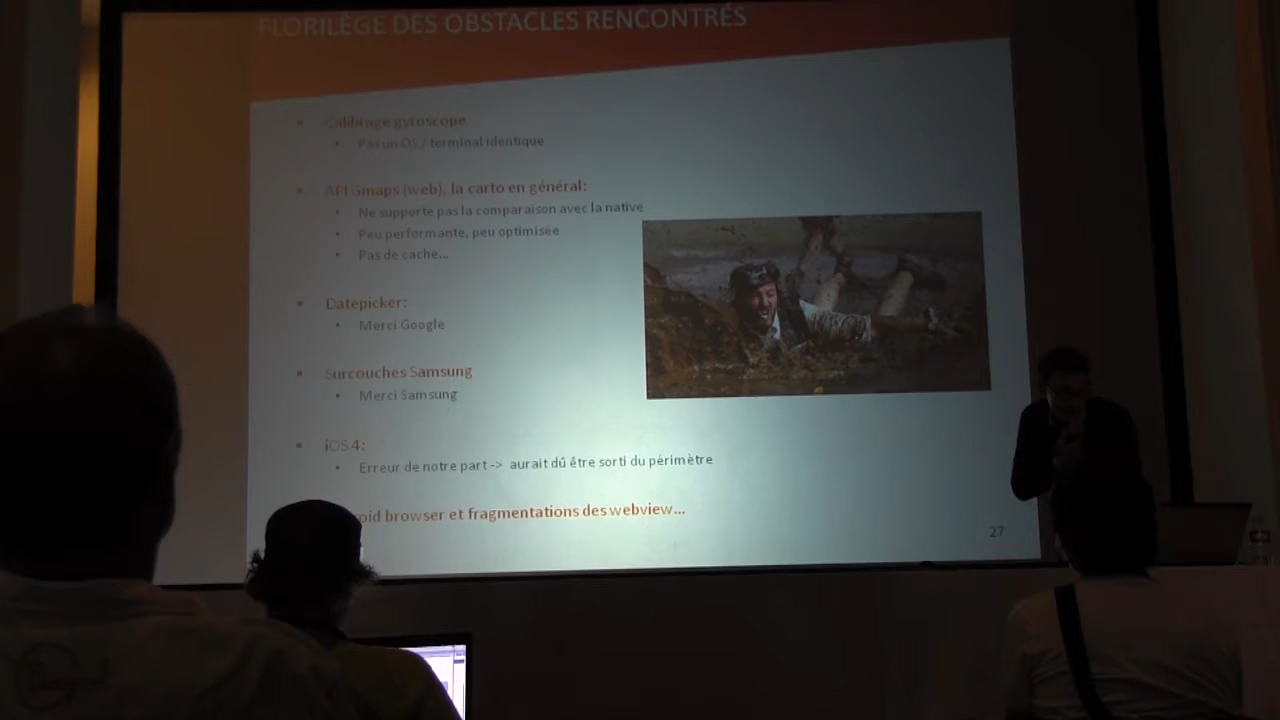 FLORILÈGE DES OBSTACLES RENCONTRÉS
Calibrage gyroscope
Pas un OS / terminal identique
API Gmaps (web), la carto en général:
Ne supporte pas la comparaison avec la native
Peu performante, peu optimisée
Pas de cache...
Datepicker:
Merci Google
Surcouches Samsung
Merci Samsung
iOS 4:
Erreur de notre part -> aurait dû être sorti du périmètre
browser et fragmentations des webview...
27